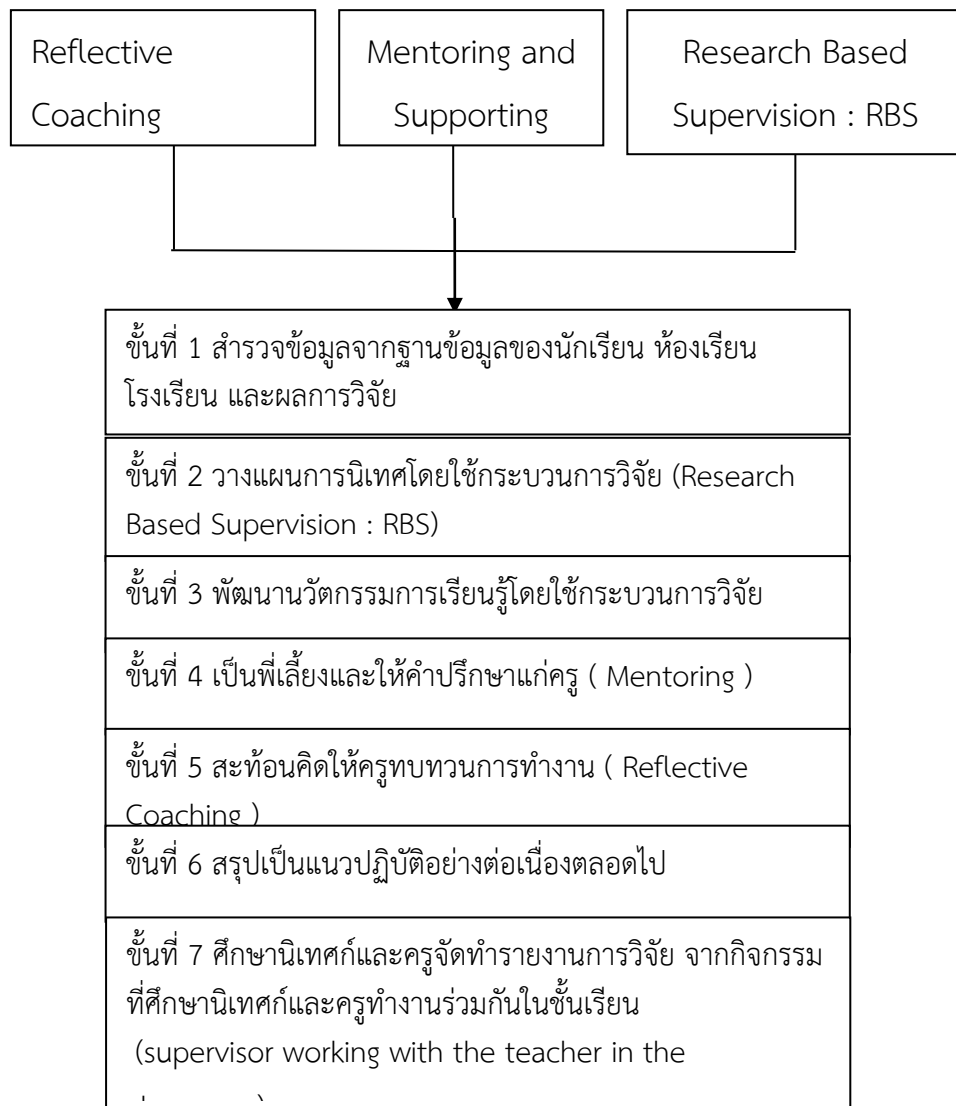 Reflective
Coaching
Mentoring and
Supporting
Research Based
Supervision : RBS
ขั้นที่ 1 สำรวจข้อมูลจากฐานข้อมูลของนักเรียน ห้องเรียน
โรงเรียน และผลการวิจัย
ขั้นที่ 2 วางแผนการนิเทศโดยใช้กระบวนการวิจัย (Research
Based Supervision : RBS)
ขั้นที่ 3 พัฒนานวัตกรรมการเรียนรู้โดยใช้กระบวนการวิจัย
ขั้นที่ 4 เป็นพี่เลี้ยงและให้คำปรึกษาแก่ครู ( Mentoring )
ขั้นที่ 5 สะท้อนคิดให้ครูทบทวนการทำงาน ( Reflective
Coaching )
ขั้นที่ 6 สรุปเป็นแนวปฏิบัติอย่างต่อเนื่องตลอดไป
ขั้นที่ 7 ศึกษานิเทศก์และครูจัดทำรายงานการวิจัย จากกิจกรรม
ที่ศึกษานิเทศก์และครูทำงานร่วมกันในชั้นเรียน
(supervisor working with the teacher in the